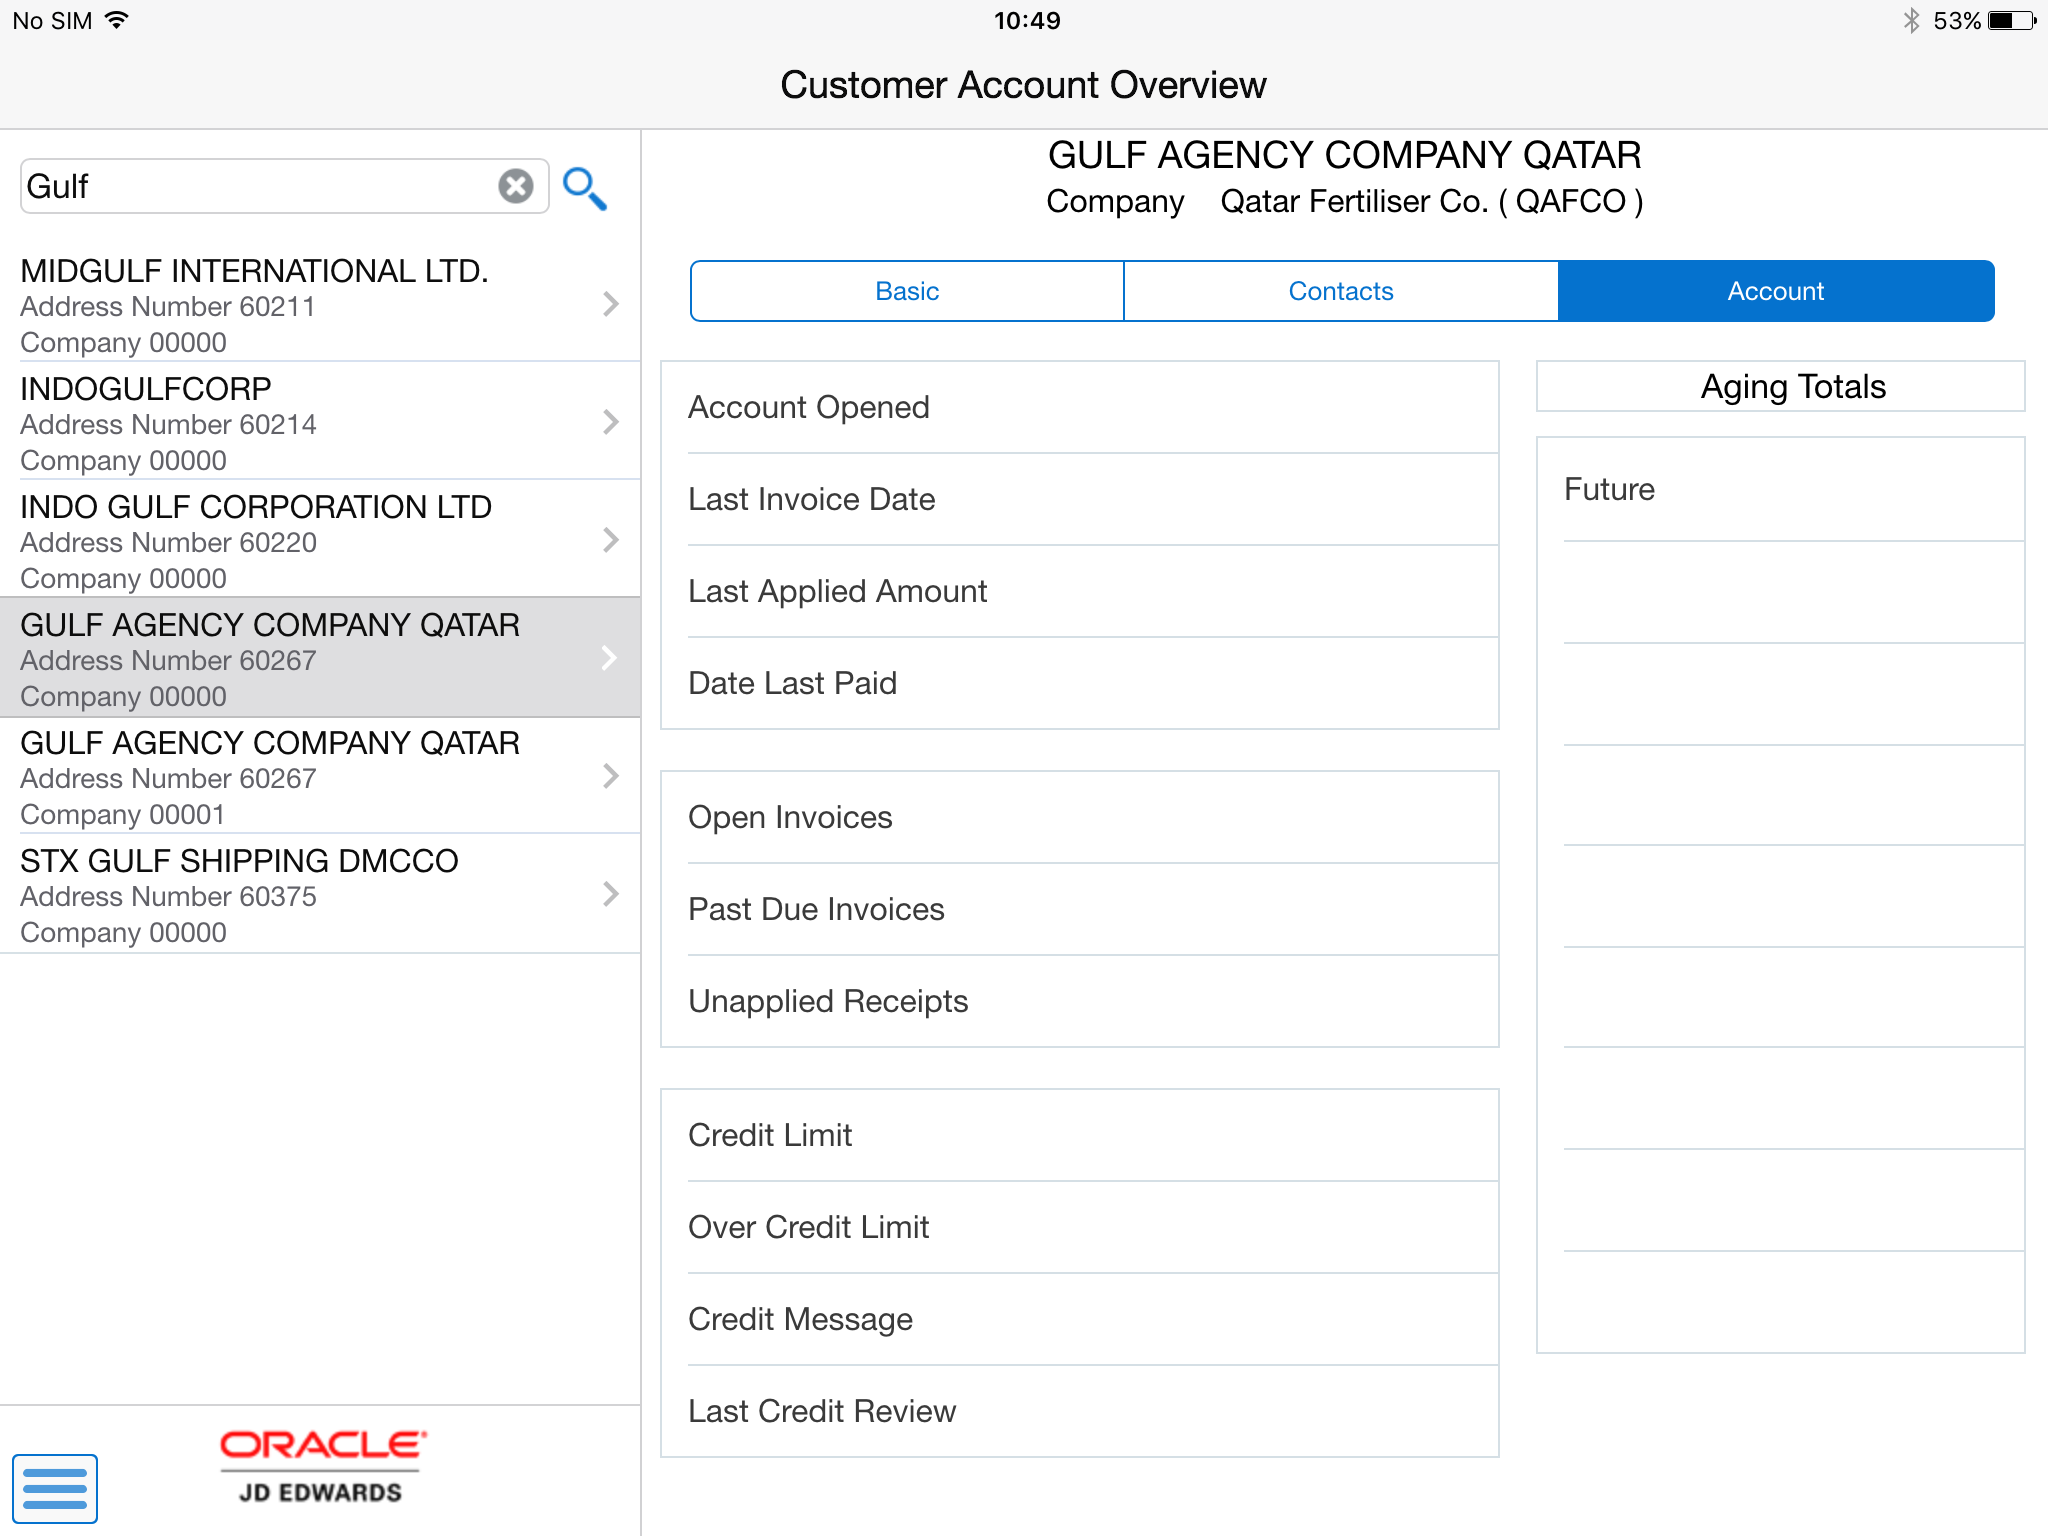 No SIM
10:49
53%
Customer Account Overview
Gulf
MIDGULF INTERNATIONAL LTD.
Address Number 60211
Company 00000
INDOGULFCORP
Address Number 60214
Company 00000
INDO GULF CORPORATION LTD
Address Number 60220
Company 00000
GULF AGENCY COMPANY QATAR
Address Number 60267
Company 00000
GULF AGENCY COMPANY QATAR
Address Number 60267
Company 00001
STX GULF SHIPPING DMCCO
Address Number 60375
Company 00000
ORACLE
JD EDWARDS
GULF AGENCY COMPANY QATAR
Company Qatar Fertiliser Co. ( QAFCO )
Basic
Contacts
Account
Account Opened
Last Invoice Date
Last Applied Amount
Date Last Paid
Open Invoices
Past Due Invoices
Unapplied Receipts
Credit Limit
Over Credit Limit
Credit Message
Last Credit Review
Aging Totals
Future